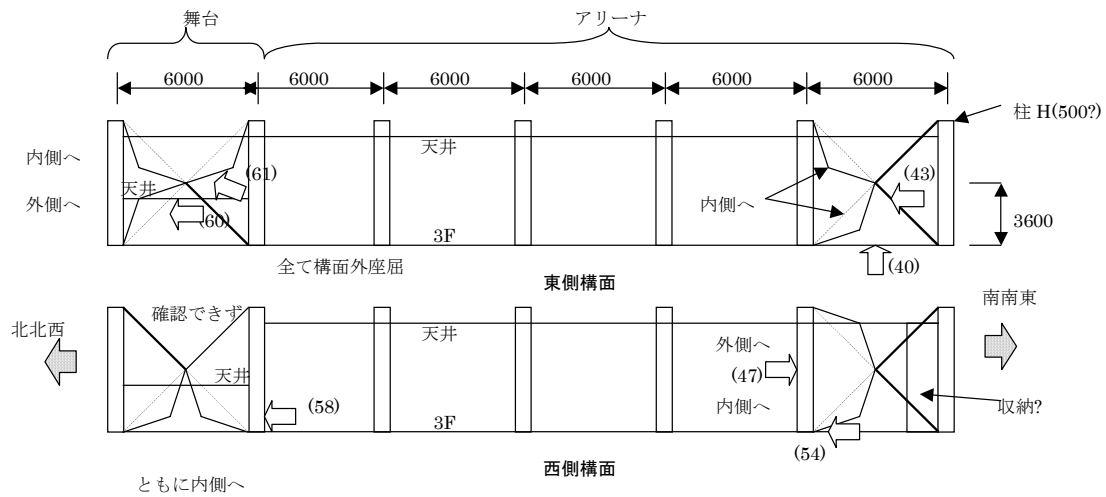 舞台
アリーナ
6000 6000 6000 6000 6000 6000
柱 H(500?)
天井
内側へ
(61)
(43)
天井
外側へ
(60)
内側へ
3600
3F
(40)
全て構面外座屈
東側構面
確認できず
南南東
北北西
天井
外側へ
天井
(47)
(58)
内側へ
収納?
3F
(54)
西側構面
ともに内側へ